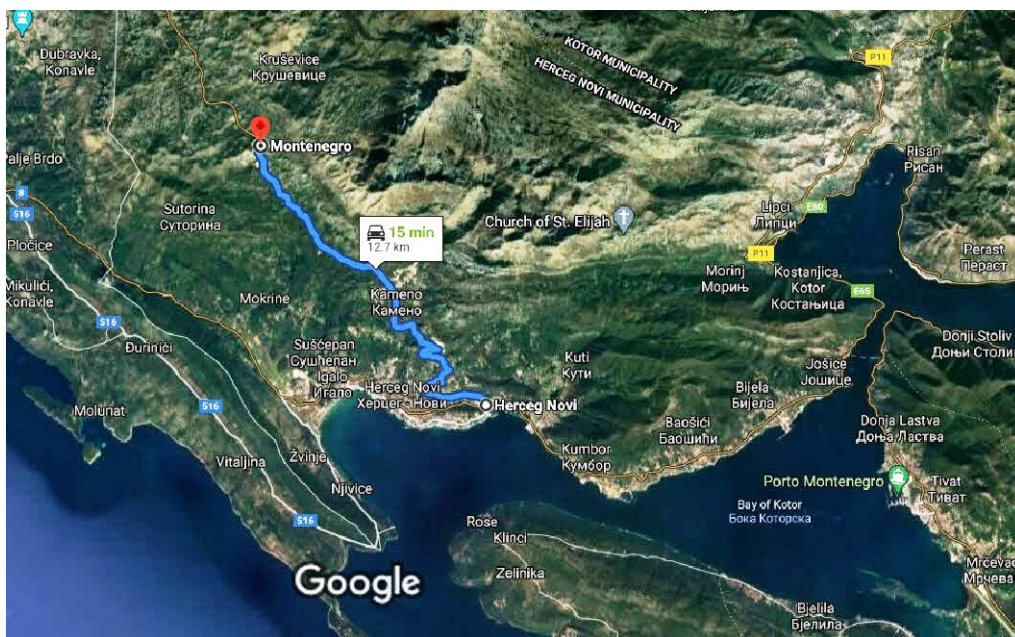 KOTOR MUNICIPALITY
HERCEG NOVI MUNICIPALITY
P11
Dubravka,
Konavle
Kruševice
Крушевице
Montenegro
Risan
Рисан
8
516
Sutorina
Суторина
15 min
12.7 km
Church of St. Elijah
Lipci
Липци
E80
P11
Pločice
Perast
Пераст
Mikulići,
Konavle
Mokrine
Kameno
Камено
Morinj
Морињ
Kostanjica,
Kotor
Костањица
E65
516
Đurinići
Sušćepan
Сушћепан
Igalo
Игало
Herceg Novi
Херцег-Нови
Herceg Novi
Kuti
Кути
Jošice
Јошице
Donji Stoliv
Доњи Столив
Bijela
Бијела
Molunat
516
Baošići
Баошићи
Donja Lastva
Доња Ластва
Vitaljina
Žvinje
Njivice
Kumbor
Кумбор
Porto Montenegro
Tivat
Тиват
Bay of Kotor
Бока Которска
516
Rose
Klinci
Zelinika
Google
Bjelila
Бјелила